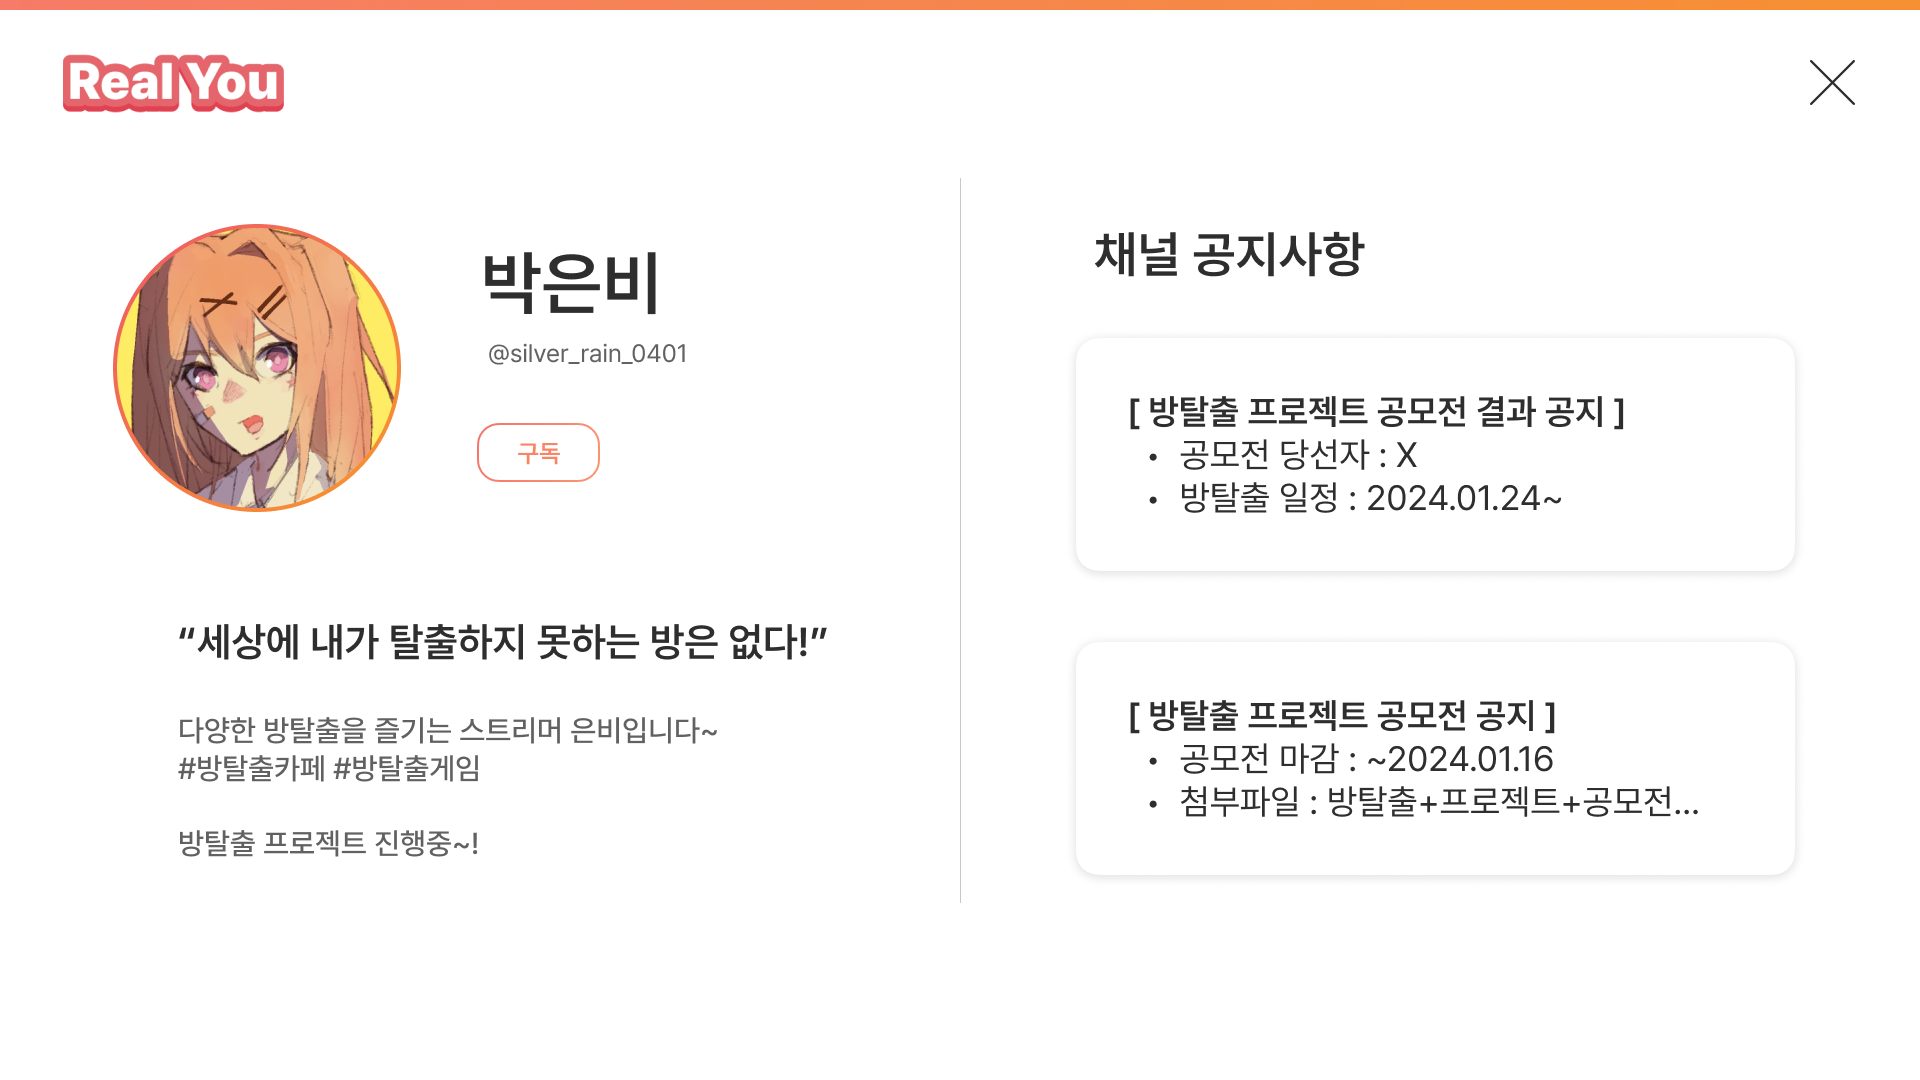 Real You
박은비
@silver_rain_0401
구독
“세상에 내가 탈출하지 못하는 방은 없다!”
다양한 방탈출을 즐기는 스트리머 은비입니다~
#방탈출카페 #방탈출게임
방탈출 프로젝트 진행중~!
채널 공지사항
[ 방탈출 프로젝트 공모전 결과 공지 ]
• 공모전 당선자 : X
• 방탈출 일정 : 2024.01.24~
[ 방탈출 프로젝트 공모전 공지 ]
• 공모전 마감 : ~2024.01.16
• 첨부파일 : 방탈출+프로젝트+공모전...